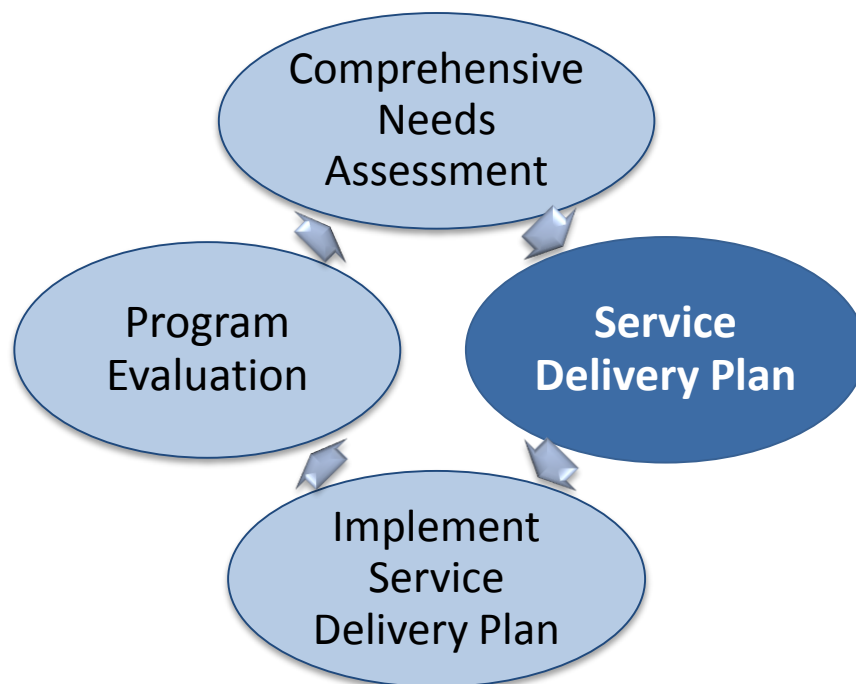 Comprehensive
Needs
Assessment
Program
Evaluation
Service
Delivery Plan
Implement
Service
Delivery Plan